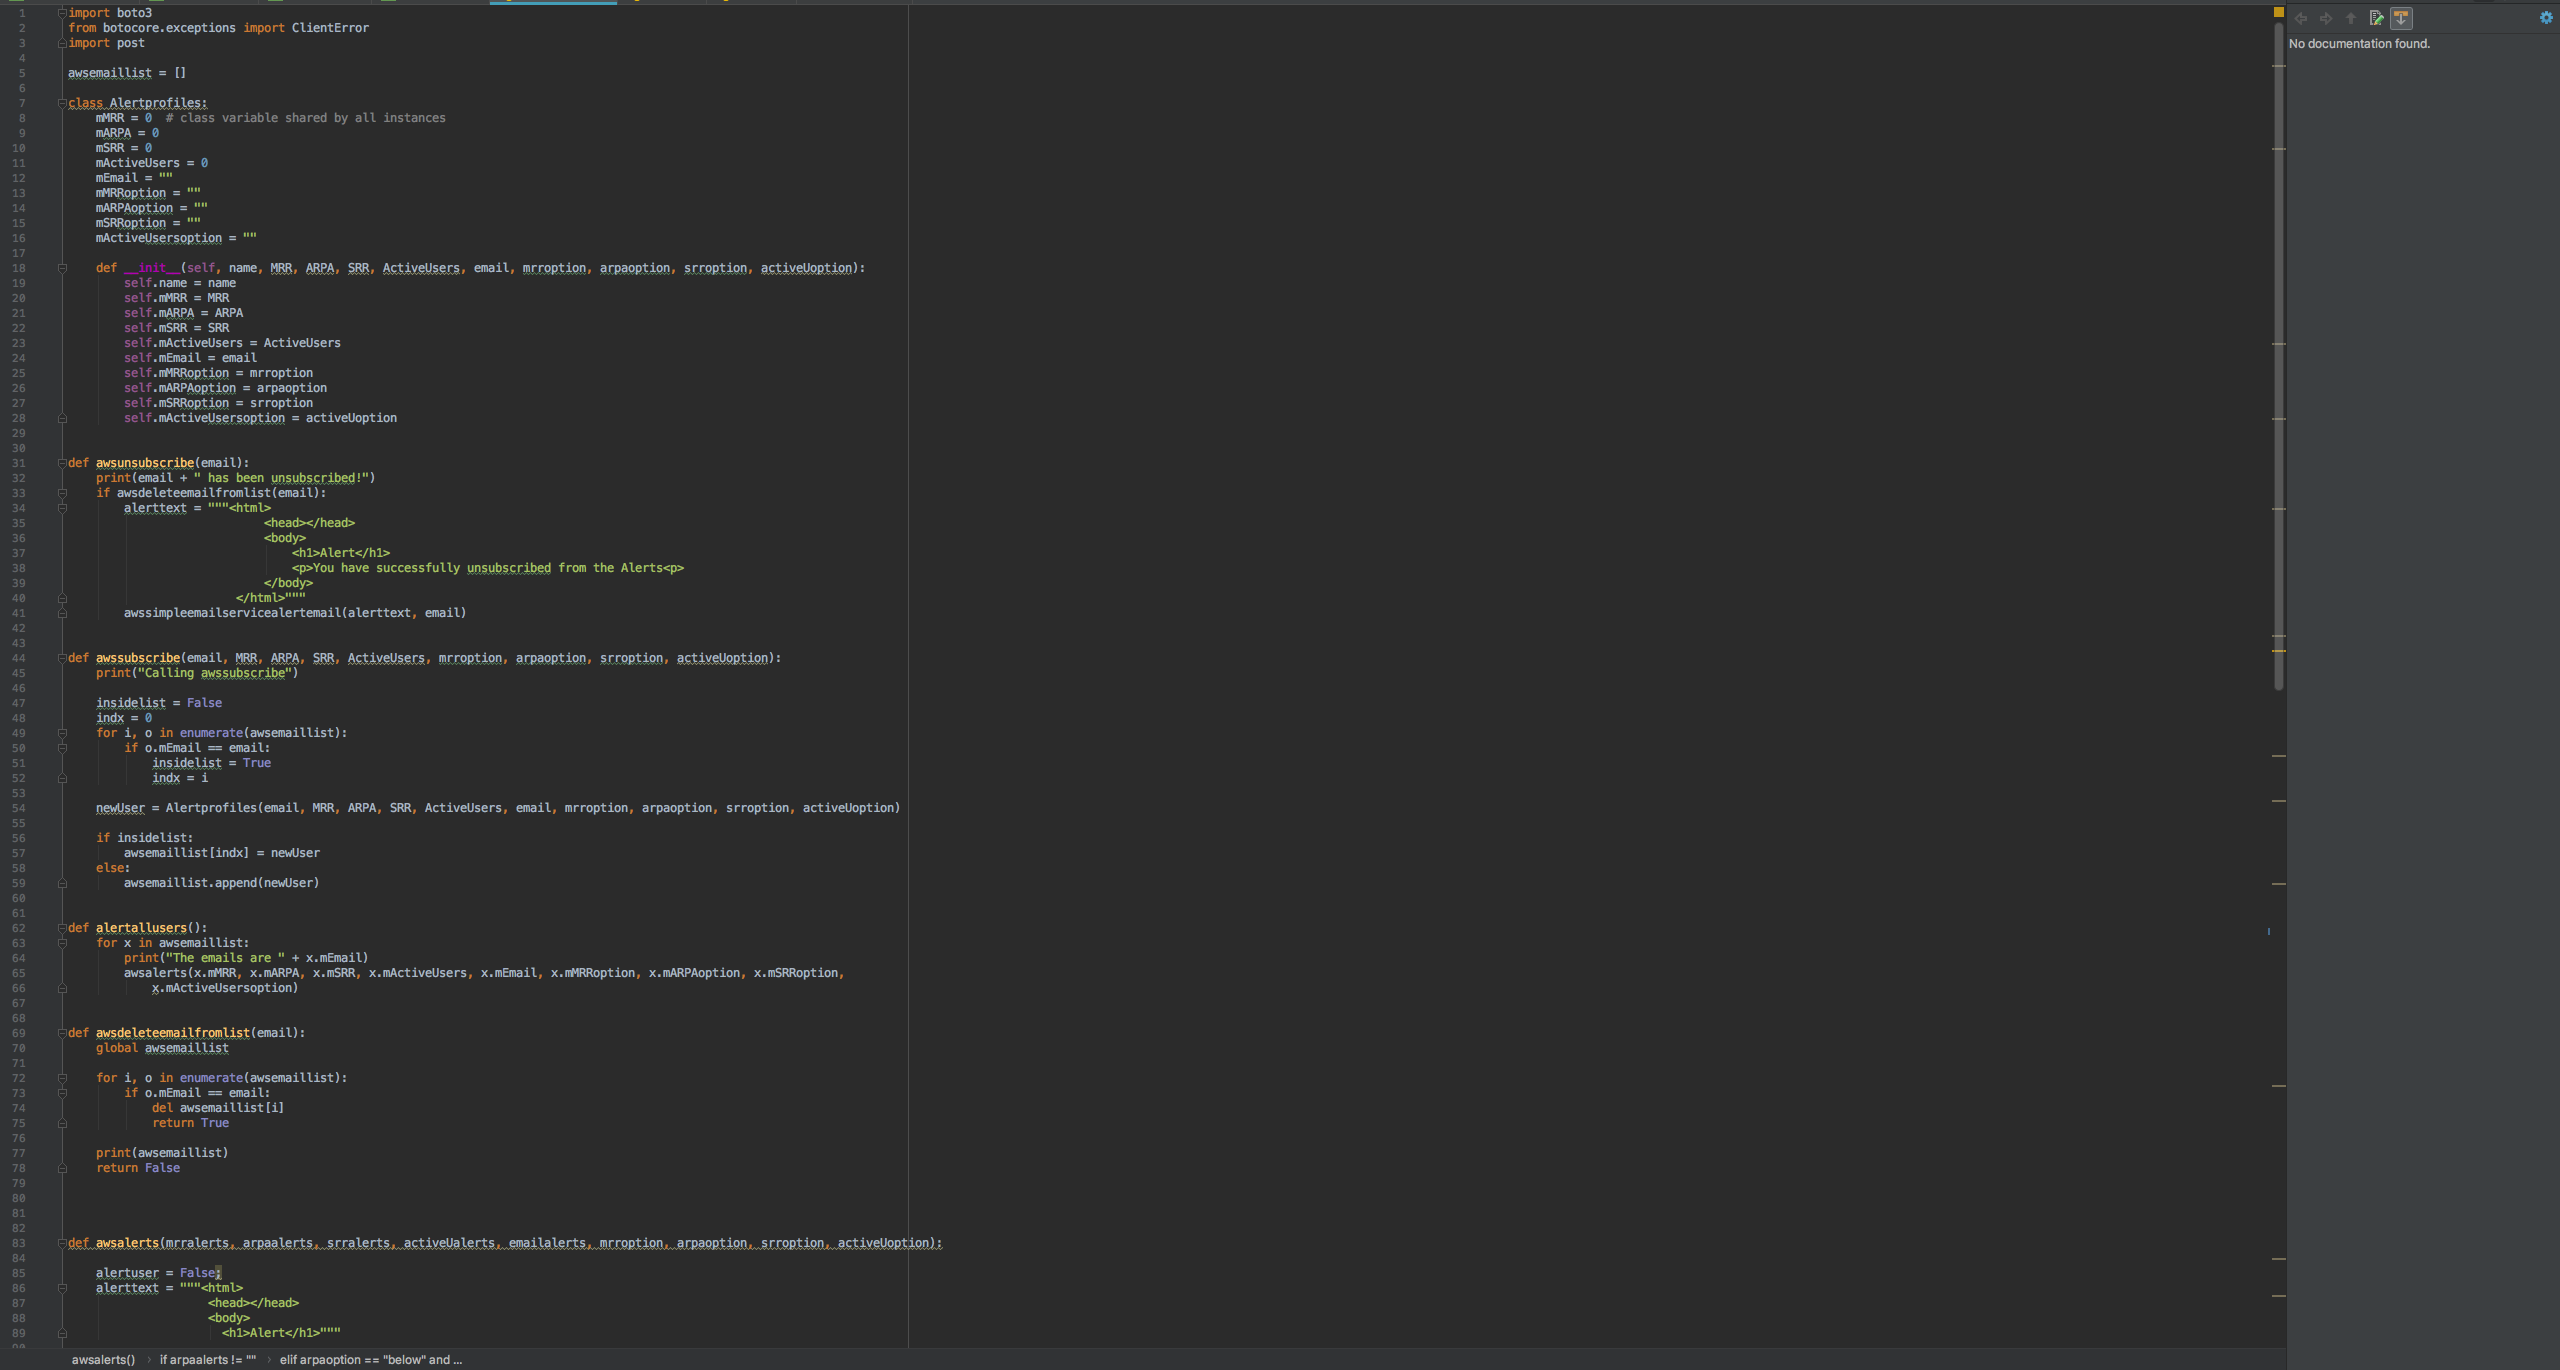 1 import boto3
2 from botocore.exceptions import ClientError
3 import post
4
5 awsemaillist = []
6
7 class Alertprofiles:
8     mMRR = 0  # class variable shared by all instances
9     mARPA = 0
10     mSRR = 0
11     mActiveUsers = 0
12     mEmail = ""
13     mMRRoption = ""
14     mARPAoption = ""
15     mSRRoption = ""
16     mActiveUsersoption = ""
17
18     def __init__(self, name, MRR, ARPA, SRR, ActiveUsers, email, mrroption, arpaoption, srroption, activeUoption):
19         self.name = name
20         self.mMRR = MRR
21         self.mARPA = ARPA
22         self.mSRR = SRR
23         self.mActiveUsers = ActiveUsers
24         self.mEmail = email
25         self.mMRRoption = mrroption
26         self.mARPAoption = arpaoption
27         self.mSRRoption = srroption
28         self.mActiveUsersoption = activeUoption
29
30
31 def awsunsubscribe(email):
32     print(email + " has been unsubscribed!")
33     if awsdeleteemailfromlist(email):
34         alerttext = """<html>
35                             <head></head>
36                             <body>
37                                 <h1>Alert</h1>
38                                 <p>You have successfully unsubscribed from the Alerts<p>
39                             </body>
40                         </html>"""
41         awssimpleemailservicealertemail(alerttext, email)
42
43
44 def awssubscribe(email, MRR, ARPA, SRR, ActiveUsers, mrroption, arpaoption, srroption, activeUoption):
45     print("Calling awssubscribe")
46
47     insidelist = False
48     indx = 0
49     for i, o in enumerate(awsemaillist):
50         if o.mEmail == email:
51             insidelist = True
52             indx = i
53
54     newUser = Alertprofiles(email, MRR, ARPA, SRR, ActiveUsers, email, mrroption, arpaoption, srroption, activeUoption)
55
56     if insidelist:
57         awsemaillist[indx] = newUser
58     else:
59         awsemaillist.append(newUser)
60
61
62 def alertallusers():
63     for x in awsemaillist:
64         print("The emails are " + x.mEmail)
65         awsalerts(x.mMRR, x.mARPA, x.mSRR, x.mActiveUsers, x.mEmail, x.mMRRoption, x.mARPAoption, x.mSRRoption,
66             x.mActiveUsersoption)
67
68
69 def awsdeleteemailfromlist(email):
70     global awsemaillist
71
72     for i, o in enumerate(awsemaillist):
73         if o.mEmail == email:
74             del awsemaillist[i]
75             return True
76
77     print(awsemaillist)
78     return False
79
80
81
82
83 def awsalerts(mrralerts, arpaalerts, srralerts, activeUalerts, emailalerts, mrroption, arpaoption, srroption, activeUoption):
84
85     alertuser = False;
86     alerttext = """<html>
87                     <head></head>
88                     <body>
89                       <h1>Alert</h1>"""
90
awsalerts() › if arpaalerts != "" › elif arpaoption == "below" and ...
No documentation found.